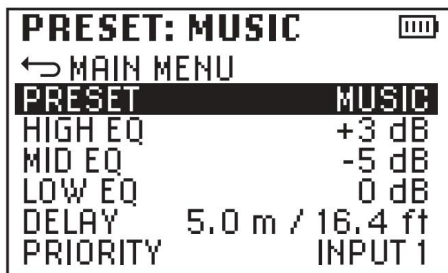 PRESET: MUSIC
MAIN MENU
PRESET MUSIC
HIGH EQ +3 dB
MID EQ -5 dB
LOW EQ 0 dB
DELAY 5.0 m / 16.4 ft
PRIORITY INPUT 1